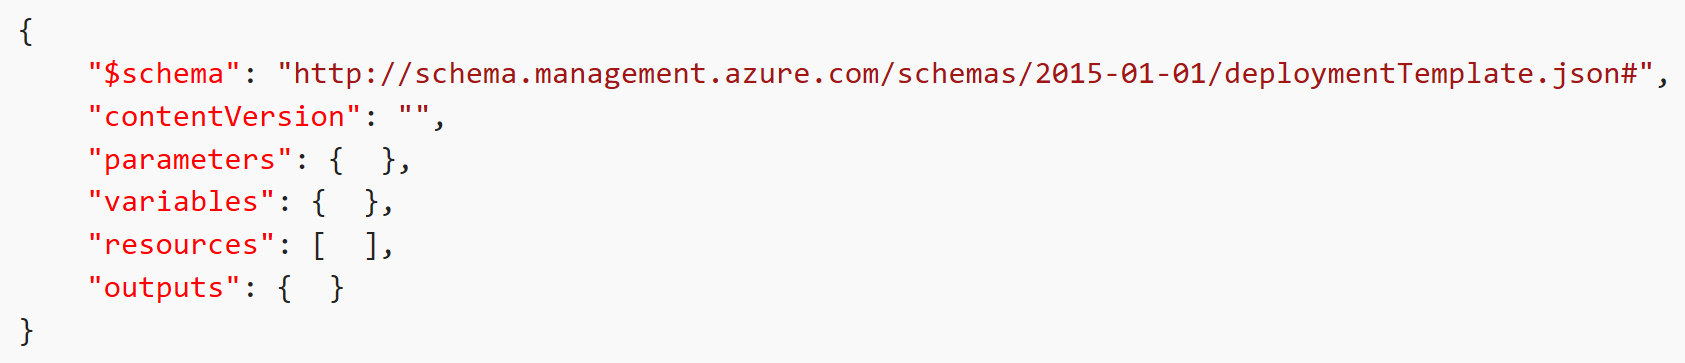 {
    "$schema": "http://schema.management.azure.com/schemas/2015-01-01/deploymentTemplate.json#",
    "contentVersion": "",
    "parameters": {  },
    "variables": {  },
    "resources": [  ],
    "outputs": {  }
}